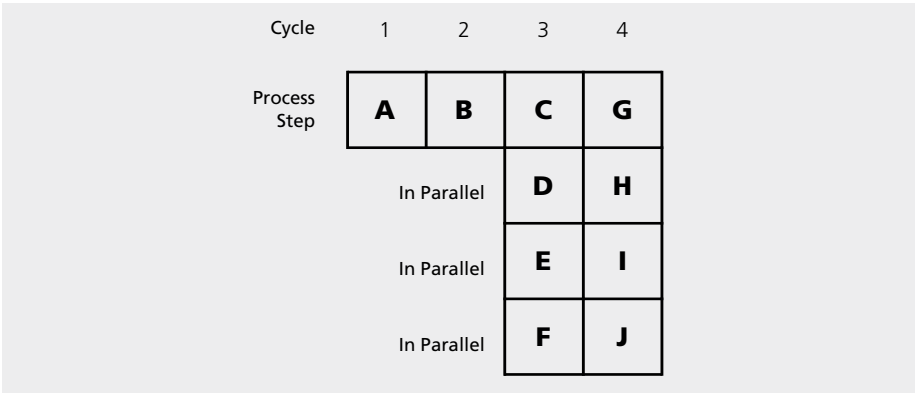 Cycle 1 2 3 4
Process
Step
A B C G
In Parallel D H
In Parallel E I
In Parallel F J